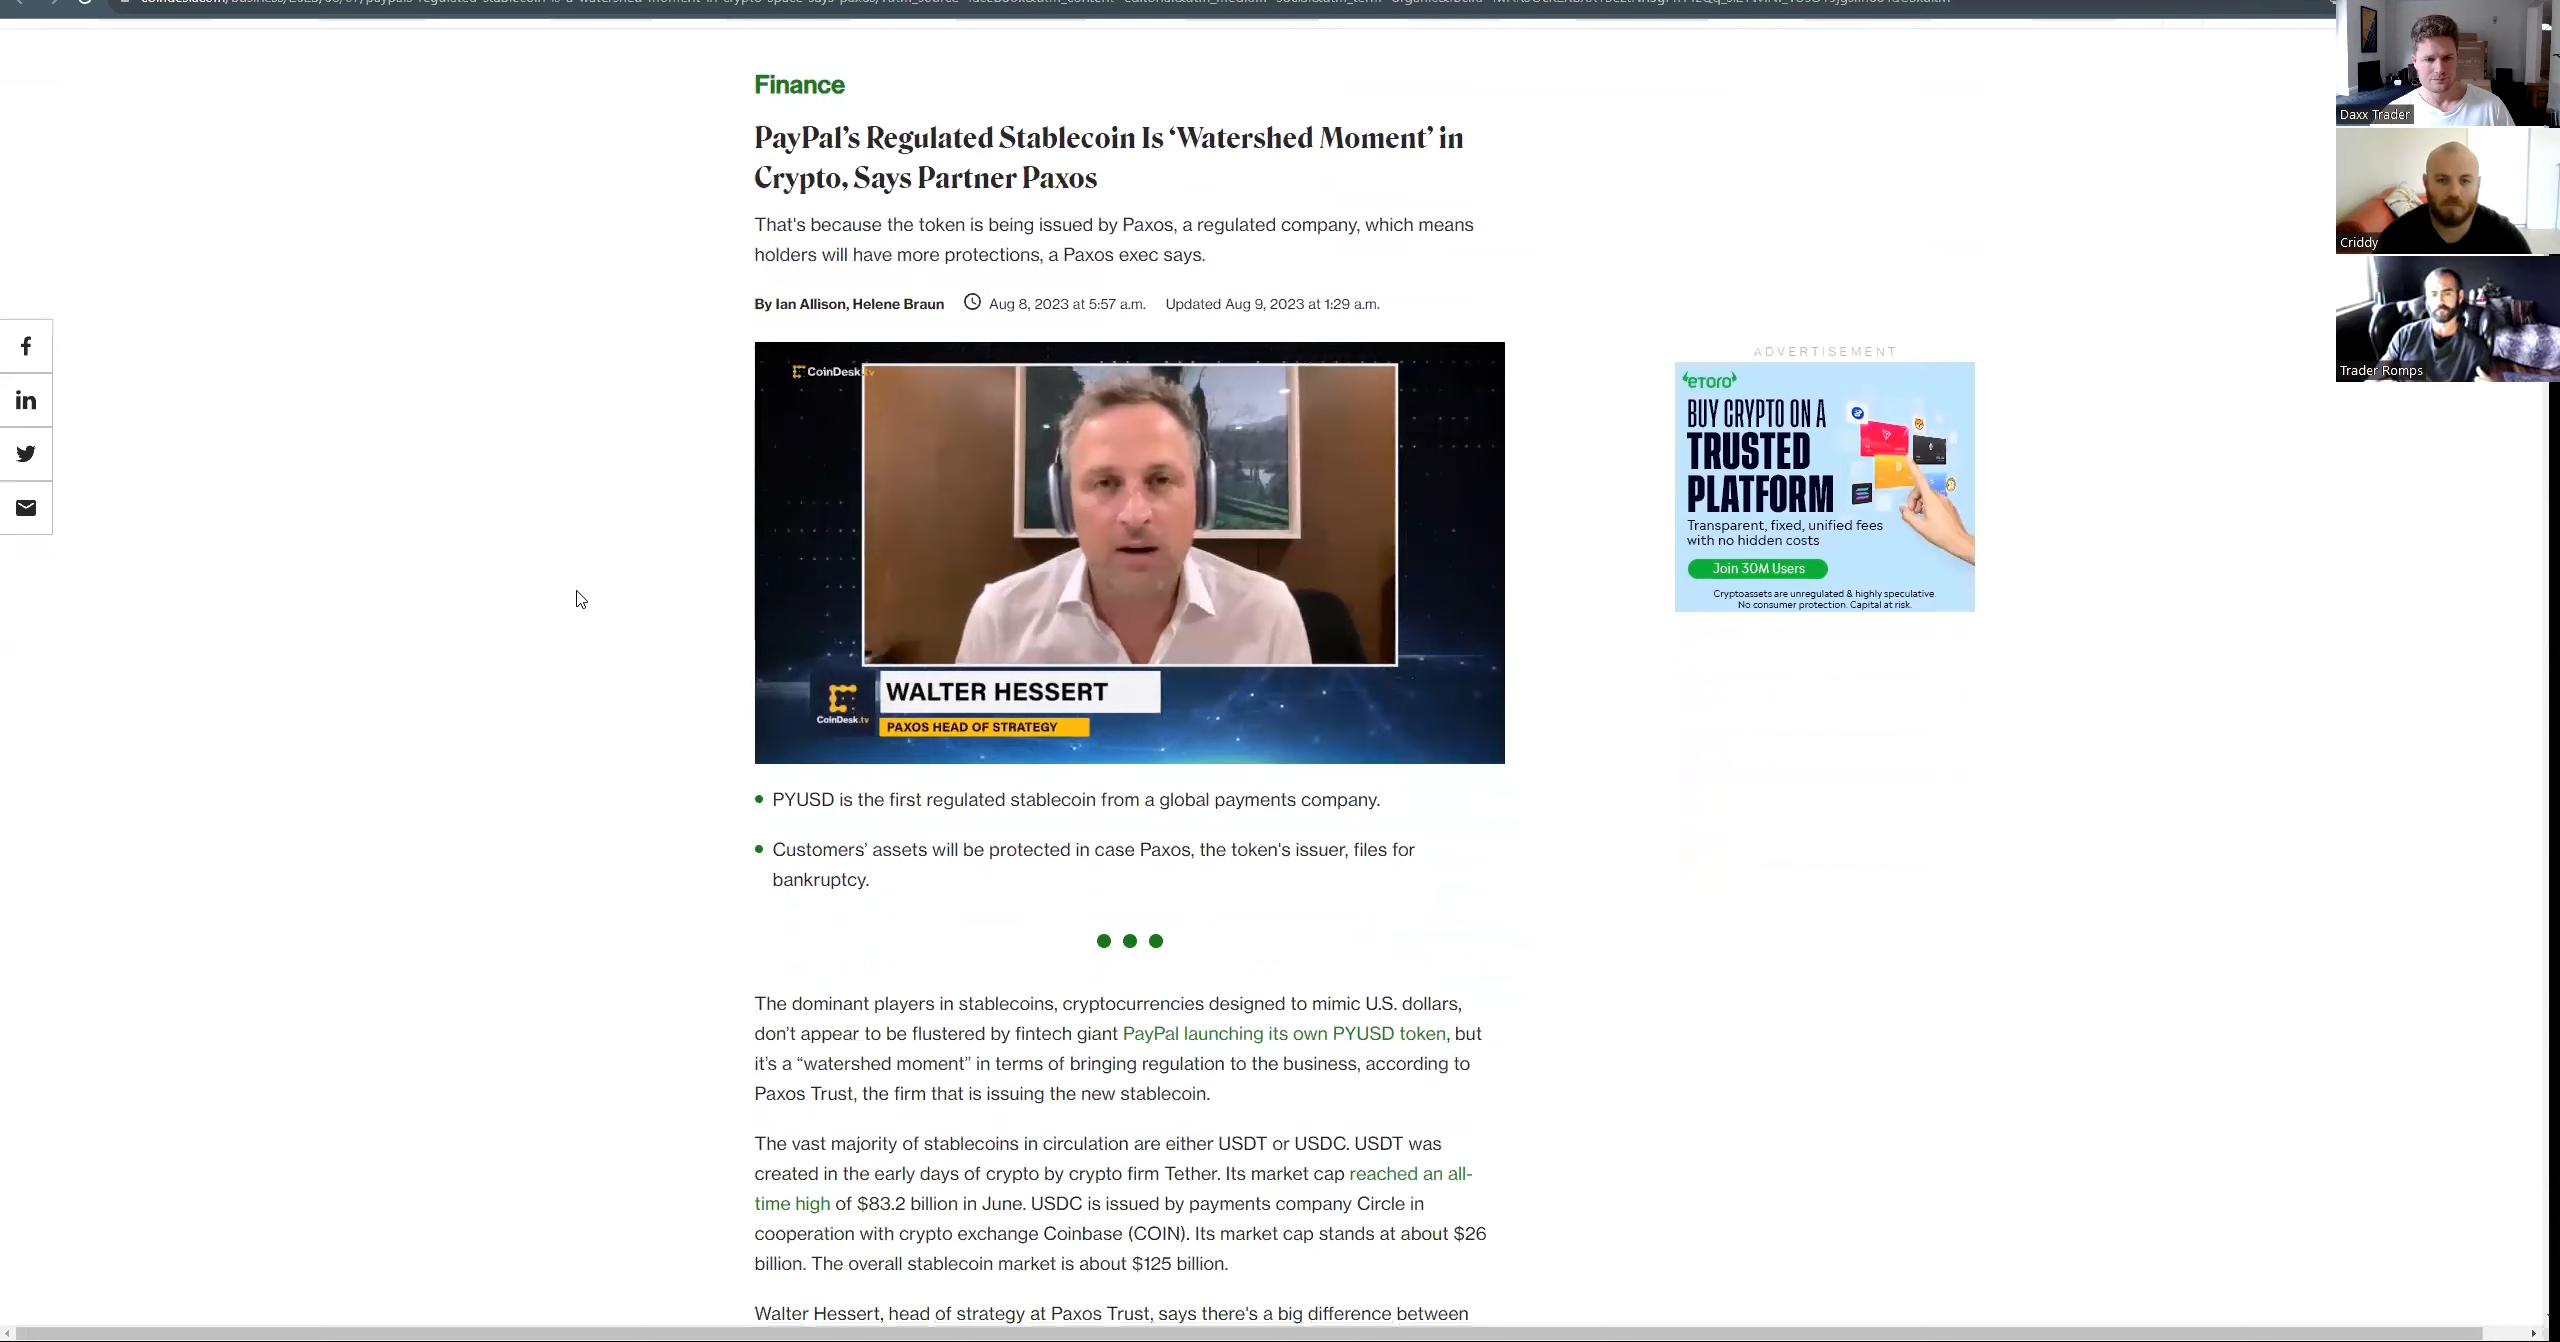 Finance
PayPal’s Regulated Stablecoin Is ‘Watershed Moment’ in
Crypto, Says Partner Paxos
That's because the token is being issued by Paxos, a regulated company, which means
holders will have more protections, a Paxos exec says.
By Ian Allison, Helene Braun Aug 8, 2023 at 5:57 a.m. Updated Aug 9, 2023 at 1:29 a.m.
CoinDesk.tv
WALTER HESSERT
CoinDesk.tv
PAXOS HEAD OF STRATEGY
PYUSD is the first regulated stablecoin from a global payments company.
Customers’ assets will be protected in case Paxos, the token's issuer, files for
bankruptcy.
The dominant players in stablecoins, cryptocurrencies designed to mimic U.S. dollars,
don’t appear to be flustered by fintech giant PayPal launching its own PYUSD token, but
it’s a “watershed moment” in terms of bringing regulation to the business, according to
Paxos Trust, the firm that is issuing the new stablecoin.
The vast majority of stablecoins in circulation are either USDT or USDC. USDT was
created in the early days of crypto by crypto firm Tether. Its market cap reached an all-
time high of $83.2 billion in June. USDC is issued by payments company Circle in
cooperation with crypto exchange Coinbase (COIN). Its market cap stands at about $26
billion. The overall stablecoin market is about $125 billion.
Walter Hessert, head of strategy at Paxos Trust, says there's a big difference between
ADVERTISEMENT
eToro
BUY CRYPTO ON A
TRUSTED
PLATFORM
Transparent, fixed, unified fees
with no hidden costs
Join 30M Users
Cryptoassets are unregulated & highly speculative.
No consumer protection. Capital at risk.
Daxx Trader
Criddy
Trader Romps